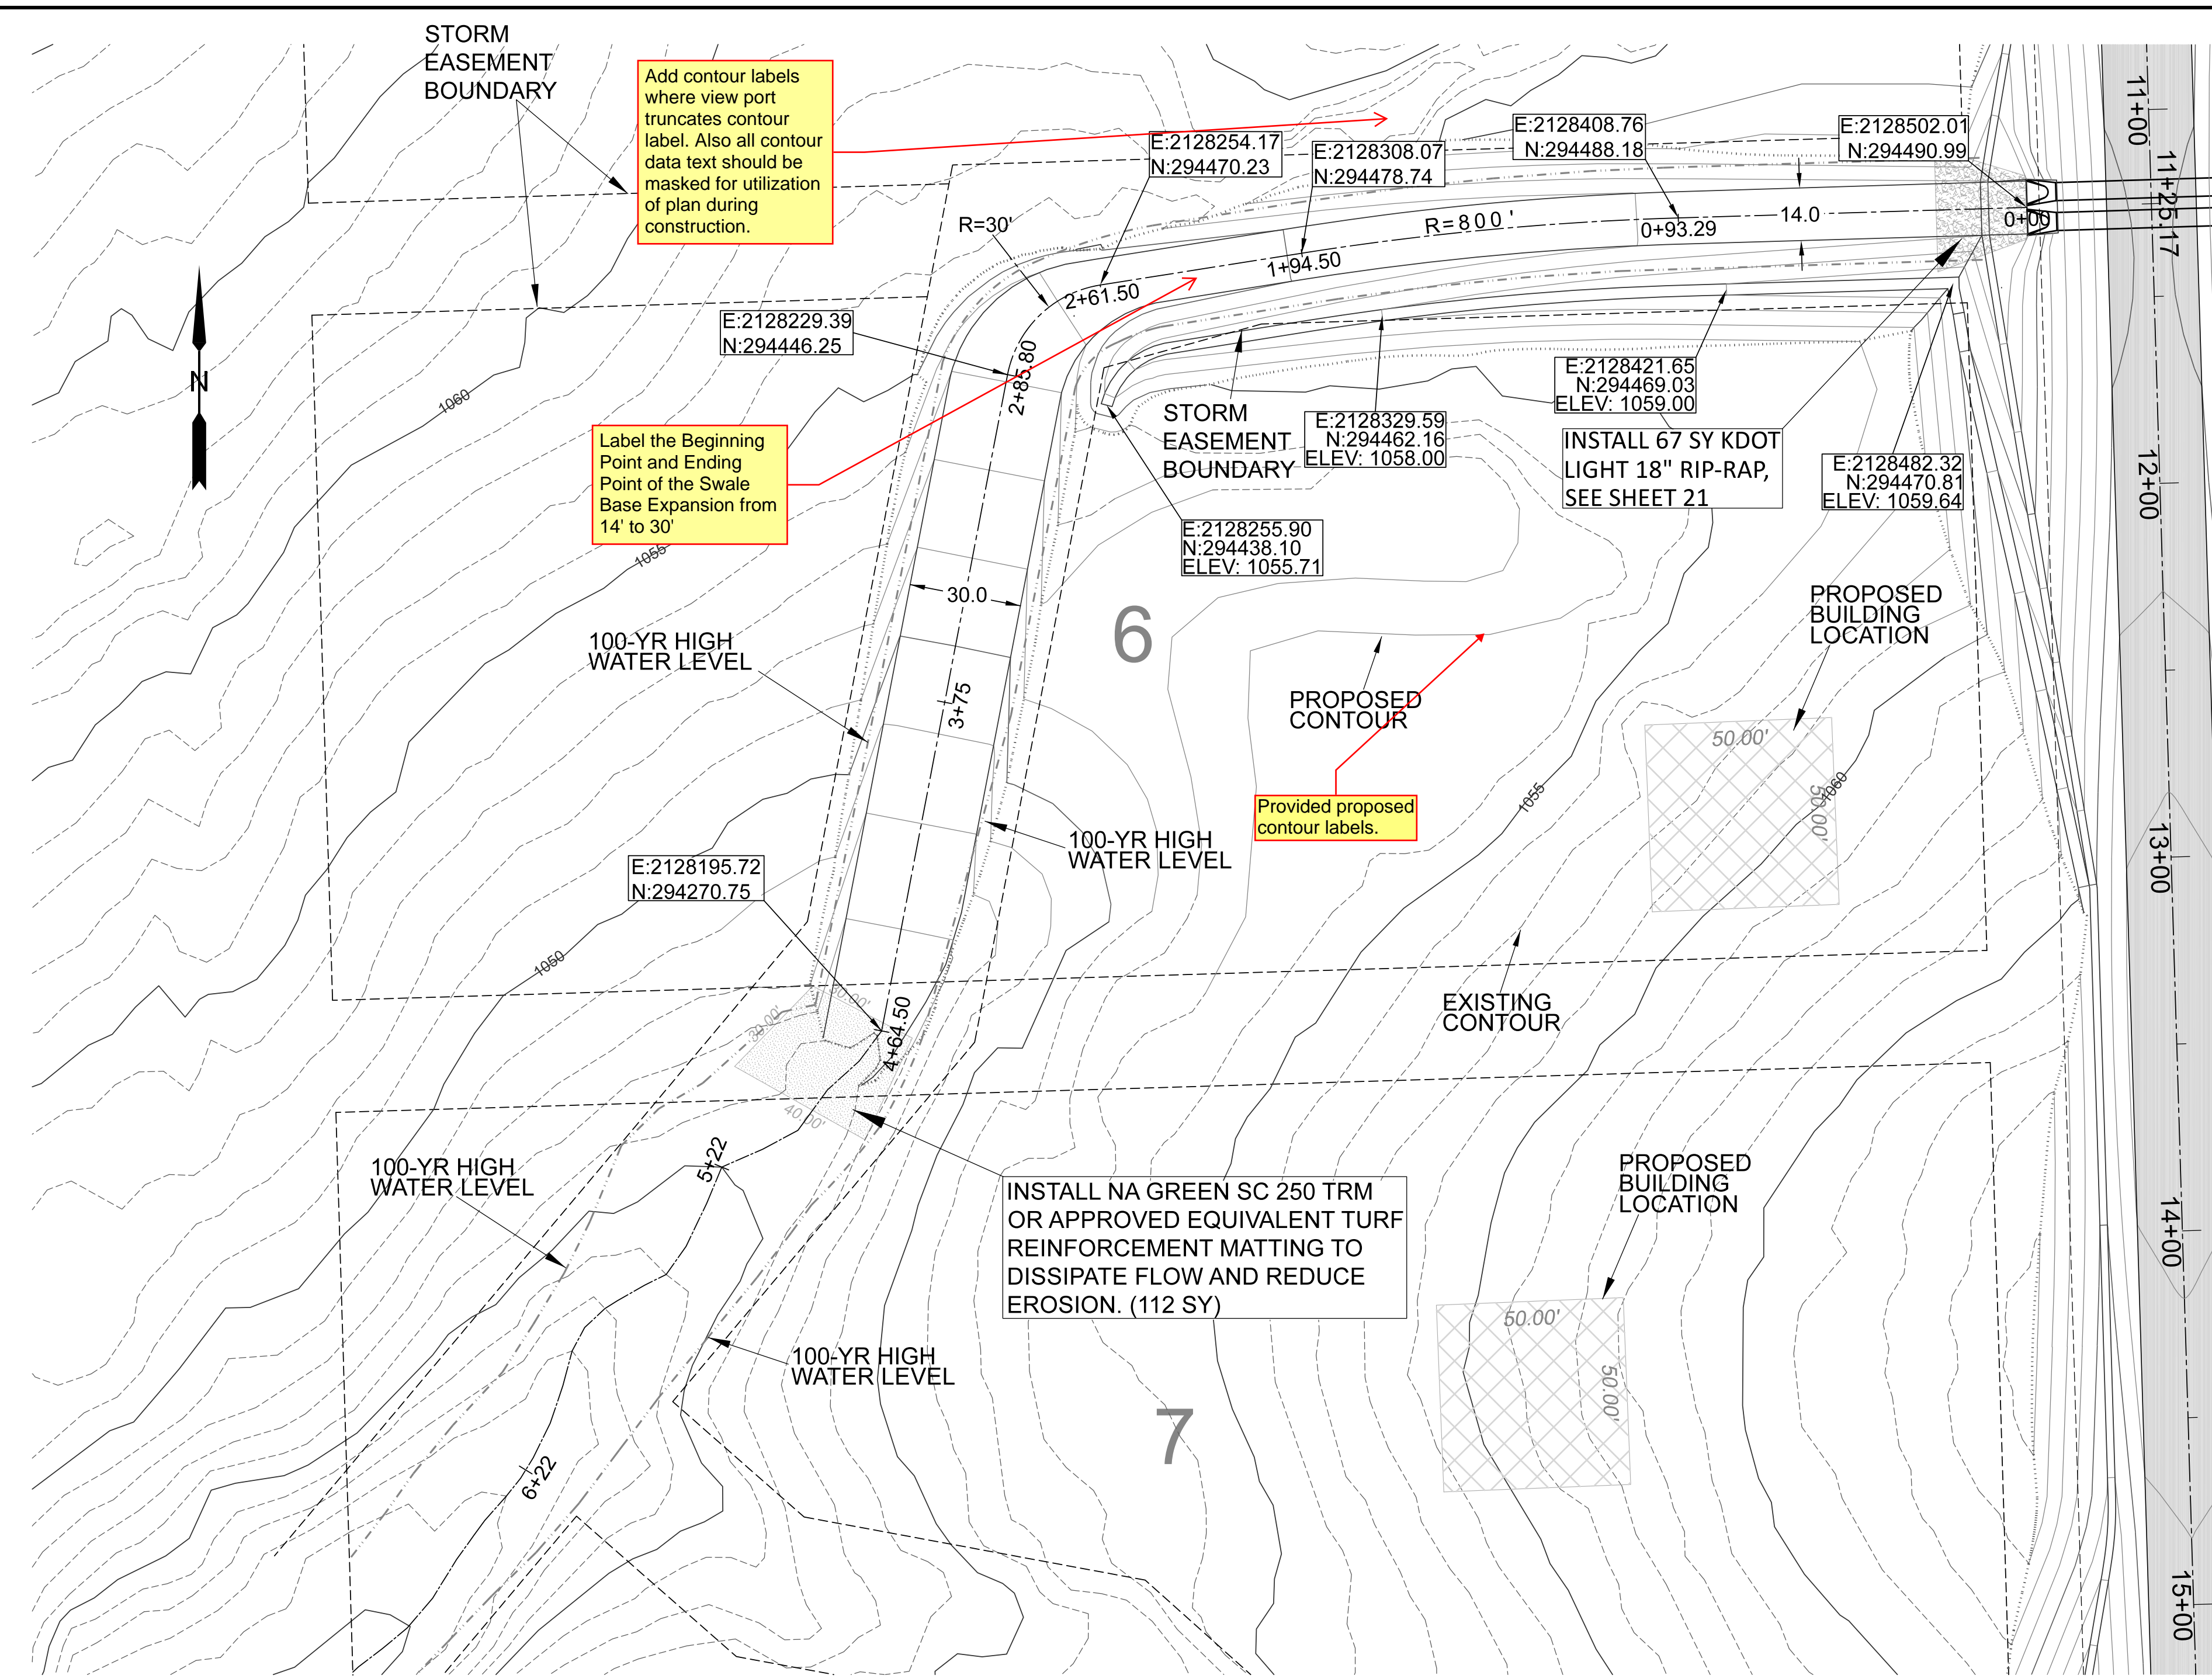 STORM
EASEMENT
BOUNDARY
Add contour labels
where view port
truncates contour
label. Also all contour
data text should be
masked for utilization
of plan during
construction.
E:2128254.17
N:294470.23
E:2128308.07
N:294478.74
E:2128408.76
N:294488.18
E:2128502.01
N:294490.99
11+00
11+25.17
R=30'
R=800'
0+93.29
14.0
0+00
1+94.50
2+61.50
E:2128229.39
N:294446.25
2+85.80
N
1060
STORM
EASEMENT
BOUNDARY
E:2128329.59
N:294462.16
ELEV: 1058.00
E:2128421.65
N:294469.03
ELEV: 1059.00
INSTALL 67 SY KDOT
LIGHT 18" RIP-RAP,
SEE SHEET 21
E:2128482.32
N:294470.81
ELEV: 1059.64
12+00
Label the Beginning
Point and Ending
Point of the Swale
Base Expansion from
14' to 30'
1055
E:2128255.90
N:294438.10
ELEV: 1055.71
30.0
6
PROPOSED
BUILDING
LOCATION
100-YR HIGH
WATER LEVEL
3+75
PROPOSED
CONTOUR
50.00'
50.00'
1060
1055
Provided proposed
contour labels.
100-YR HIGH
WATER LEVEL
13+00
E:2128195.72
N:294270.75
1050
30.00'
30.00'
4+64.50
40.00'
EXISTING
CONTOUR
5+22
100-YR HIGH
WATER LEVEL
INSTALL NA GREEN SC 250 TRM
OR APPROVED EQUIVALENT TURF
REINFORCEMENT MATTING TO
DISSIPATE FLOW AND REDUCE
EROSION. (112 SY)
PROPOSED
BUILDING
LOCATION
14+00
50.00'
50.00'
100-YR HIGH
WATER LEVEL
7
6+22
15+00